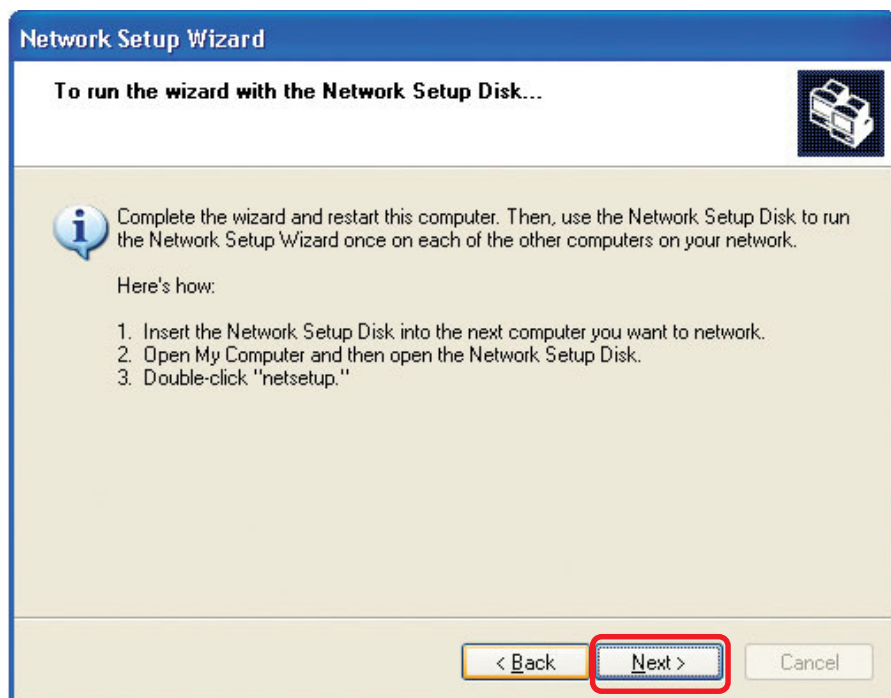 Network Setup Wizard
To run the wizard with the Network Setup Disk...
Complete the wizard and restart this computer. Then, use the Network Setup Disk to run
the Network Setup Wizard once on each of the other computers on your network.
Here's how:
1. Insert the Network Setup Disk into the next computer you want to network.
2. Open My Computer and then open the Network Setup Disk.
3. Double-click "netsetup."
< Back Next > Cancel